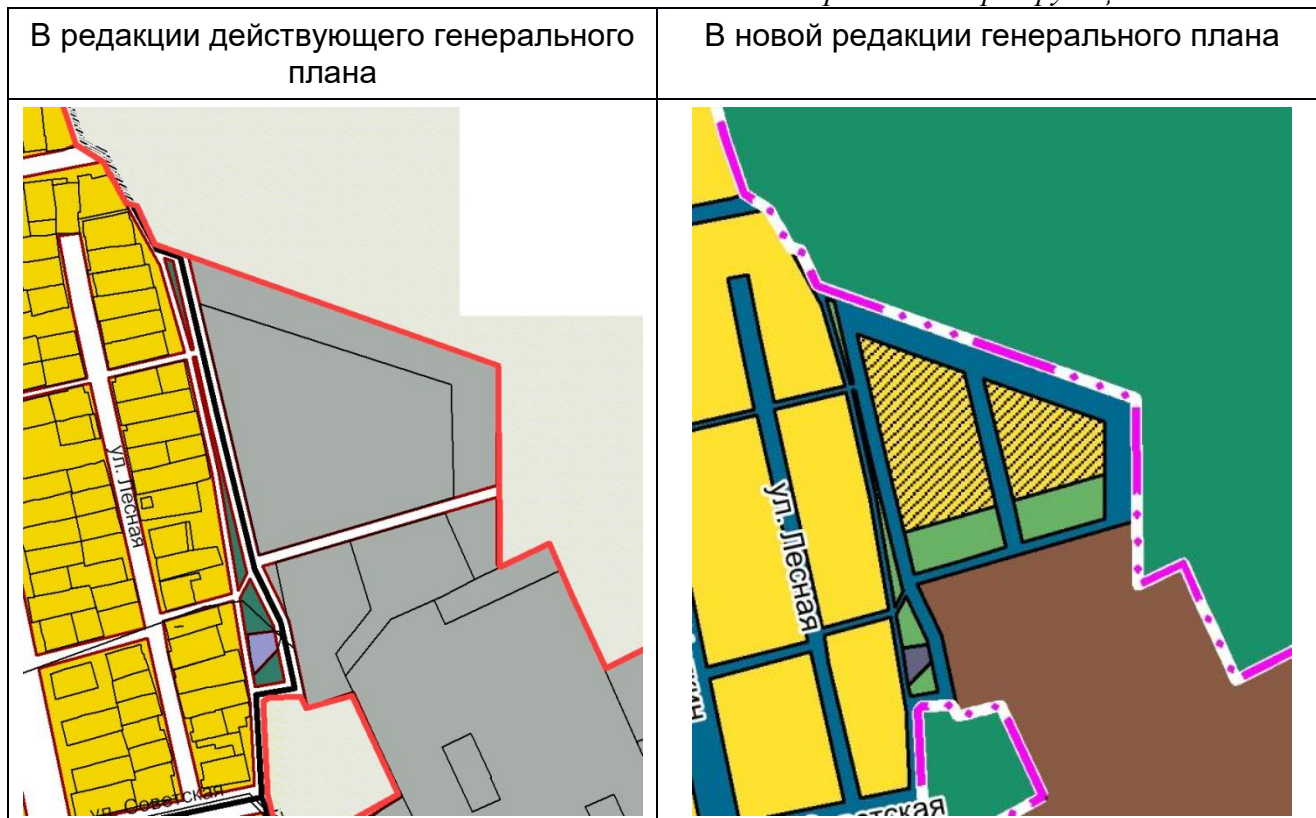 В редакции действующего генерального
плана
В новой редакции генерального плана
ул. Лесная
ул. Советская
ул. Лесная